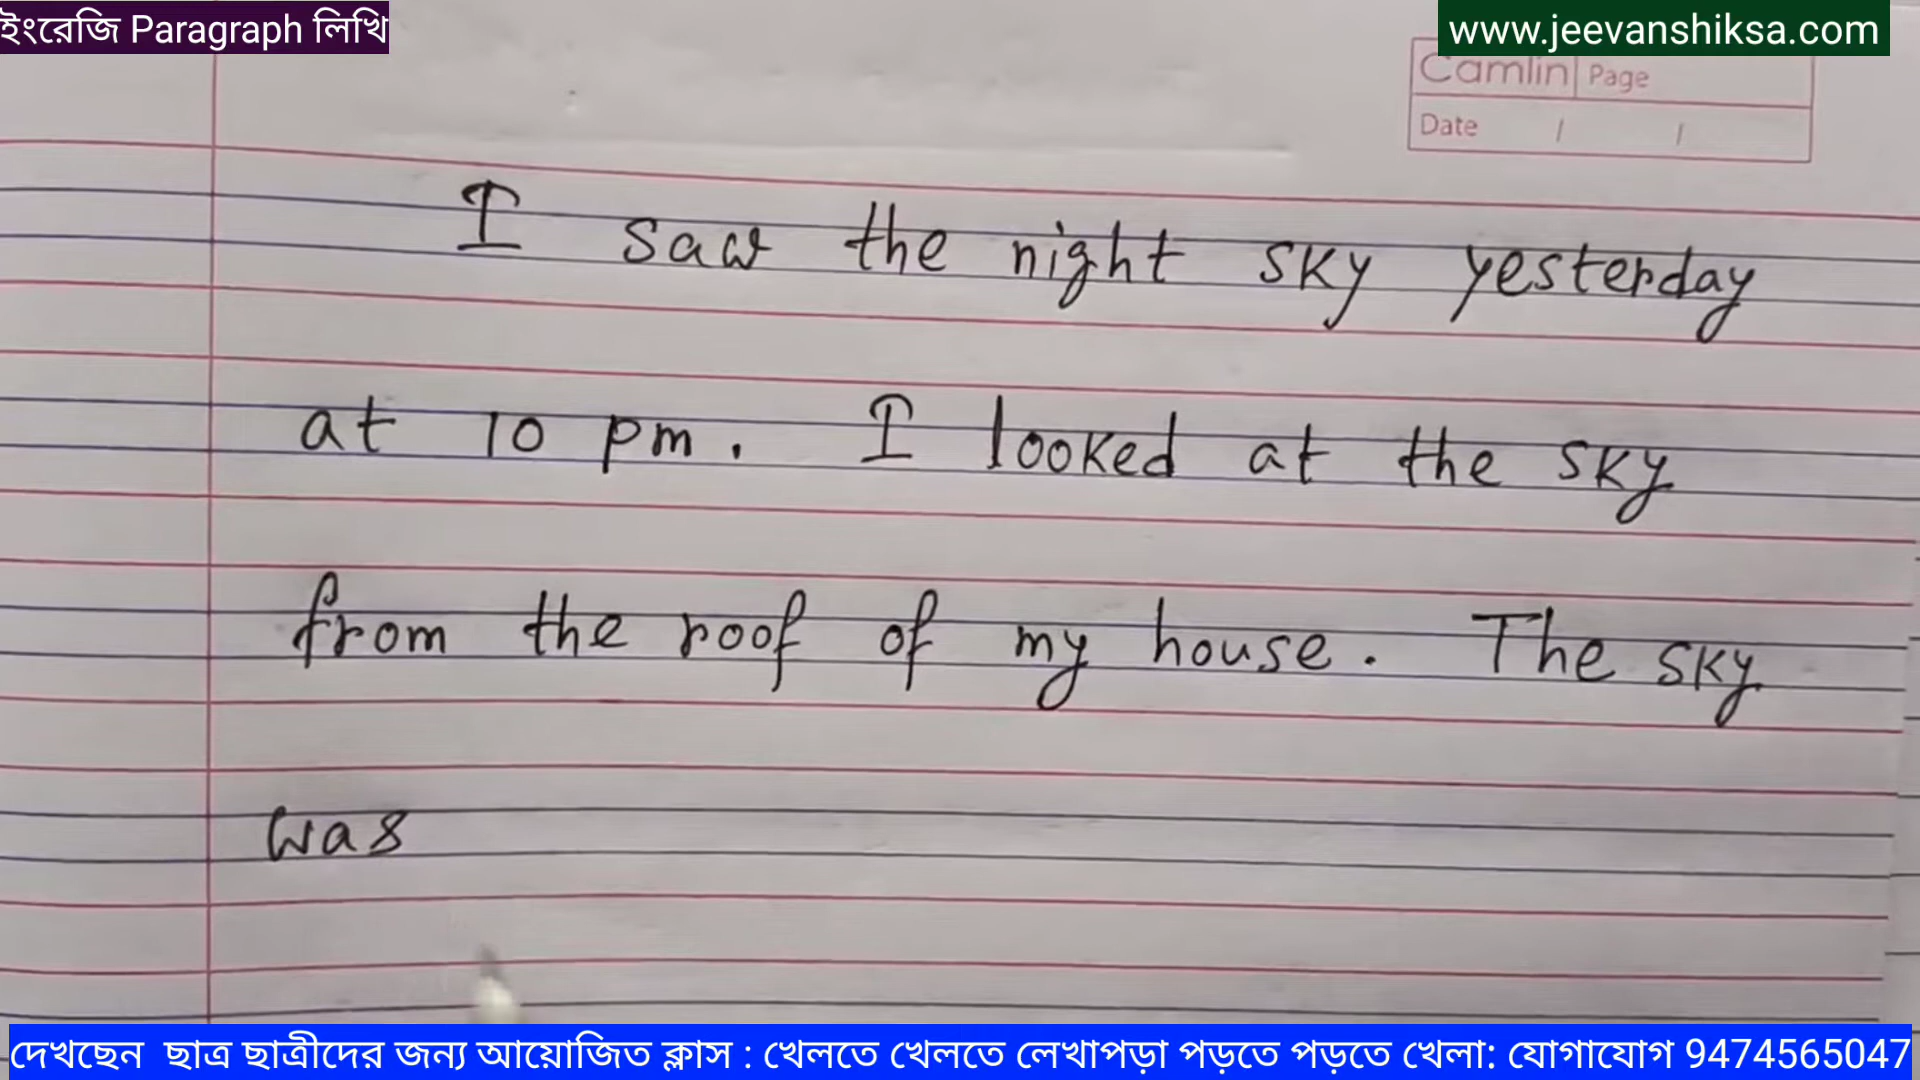 ইংরেজি Paragraph লিখি
www.jeevanshiksa.com
Camlin Page
Date / /
I saw the night sky yesterday
at 10 pm. I looked at the sky
from the roof of my house. The sky
was
দেখছেন ছাত্র ছাত্রীদের জন্য আয়োজিত ক্লাস : খেলতে খেলতে লেখাপড়া পড়তে পড়তে খেলা: যোগাযোগ 9474565047